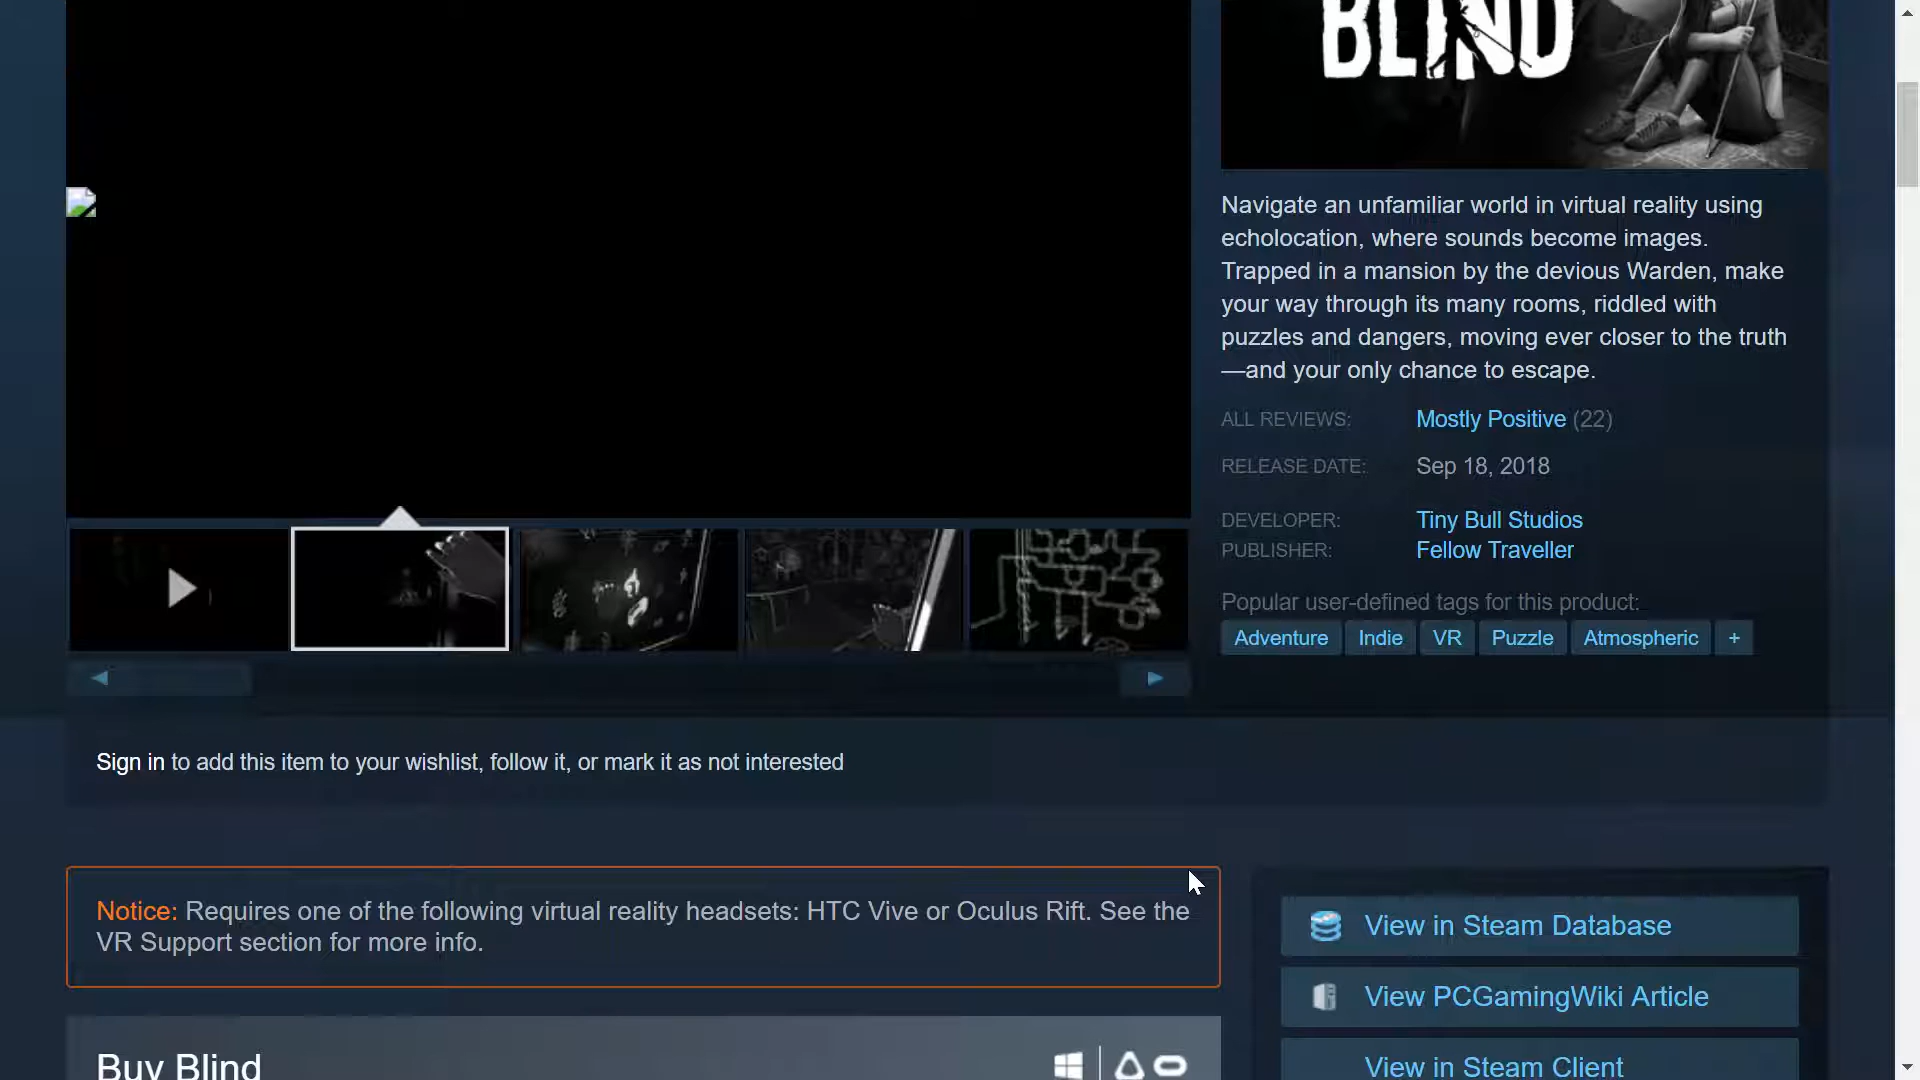 BLIND
Navigate an unfamiliar world in virtual reality using
echolocation, where sounds become images.
Trapped in a mansion by the devious Warden, make
your way through its many rooms, riddled with
puzzles and dangers, moving ever closer to the truth
—and your only chance to escape.
ALL REVIEWS: Mostly Positive (22)
RELEASE DATE: Sep 18, 2018
DEVELOPER: Tiny Bull Studios
PUBLISHER: Fellow Traveller
Popular user-defined tags for this product:
Adventure Indie VR Puzzle Atmospheric +
Sign in to add this item to your wishlist, follow it, or mark it as not interested
Notice: Requires one of the following virtual reality headsets: HTC Vive or Oculus Rift. See the
VR Support section for more info.
Buy Blind
View in Steam Database
View PCGamingWiki Article
View in Steam Client